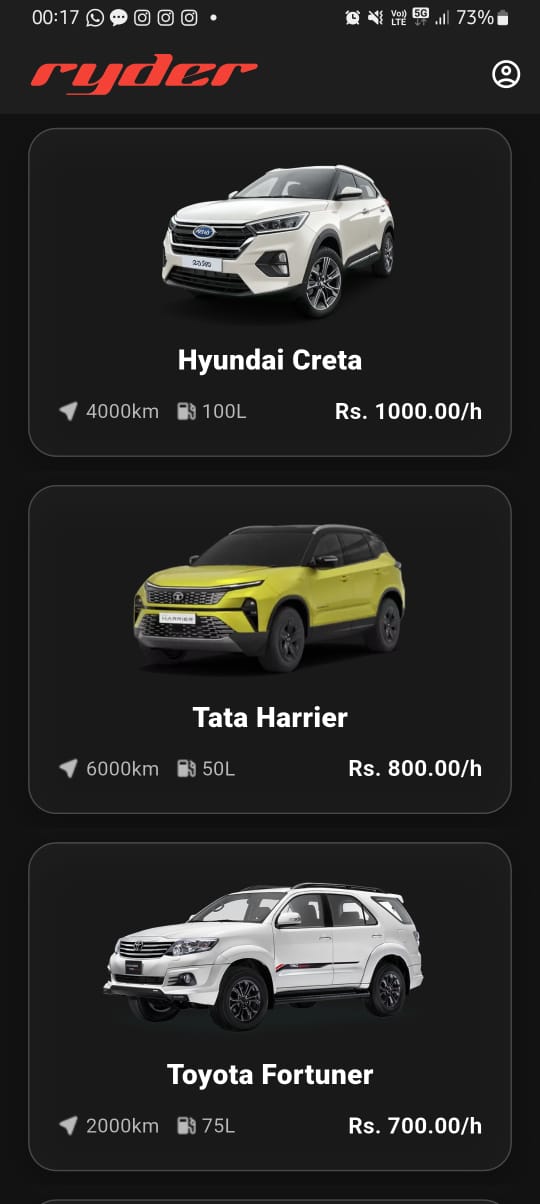 00:17 Vo)) LTE 5G 73%
ryder
Hyundai Creta
4000km 100L Rs. 1000.00/h
HARRIER
Tata Harrier
6000km 50L Rs. 800.00/h
Toyota Fortuner
2000km 75L Rs. 700.00/h